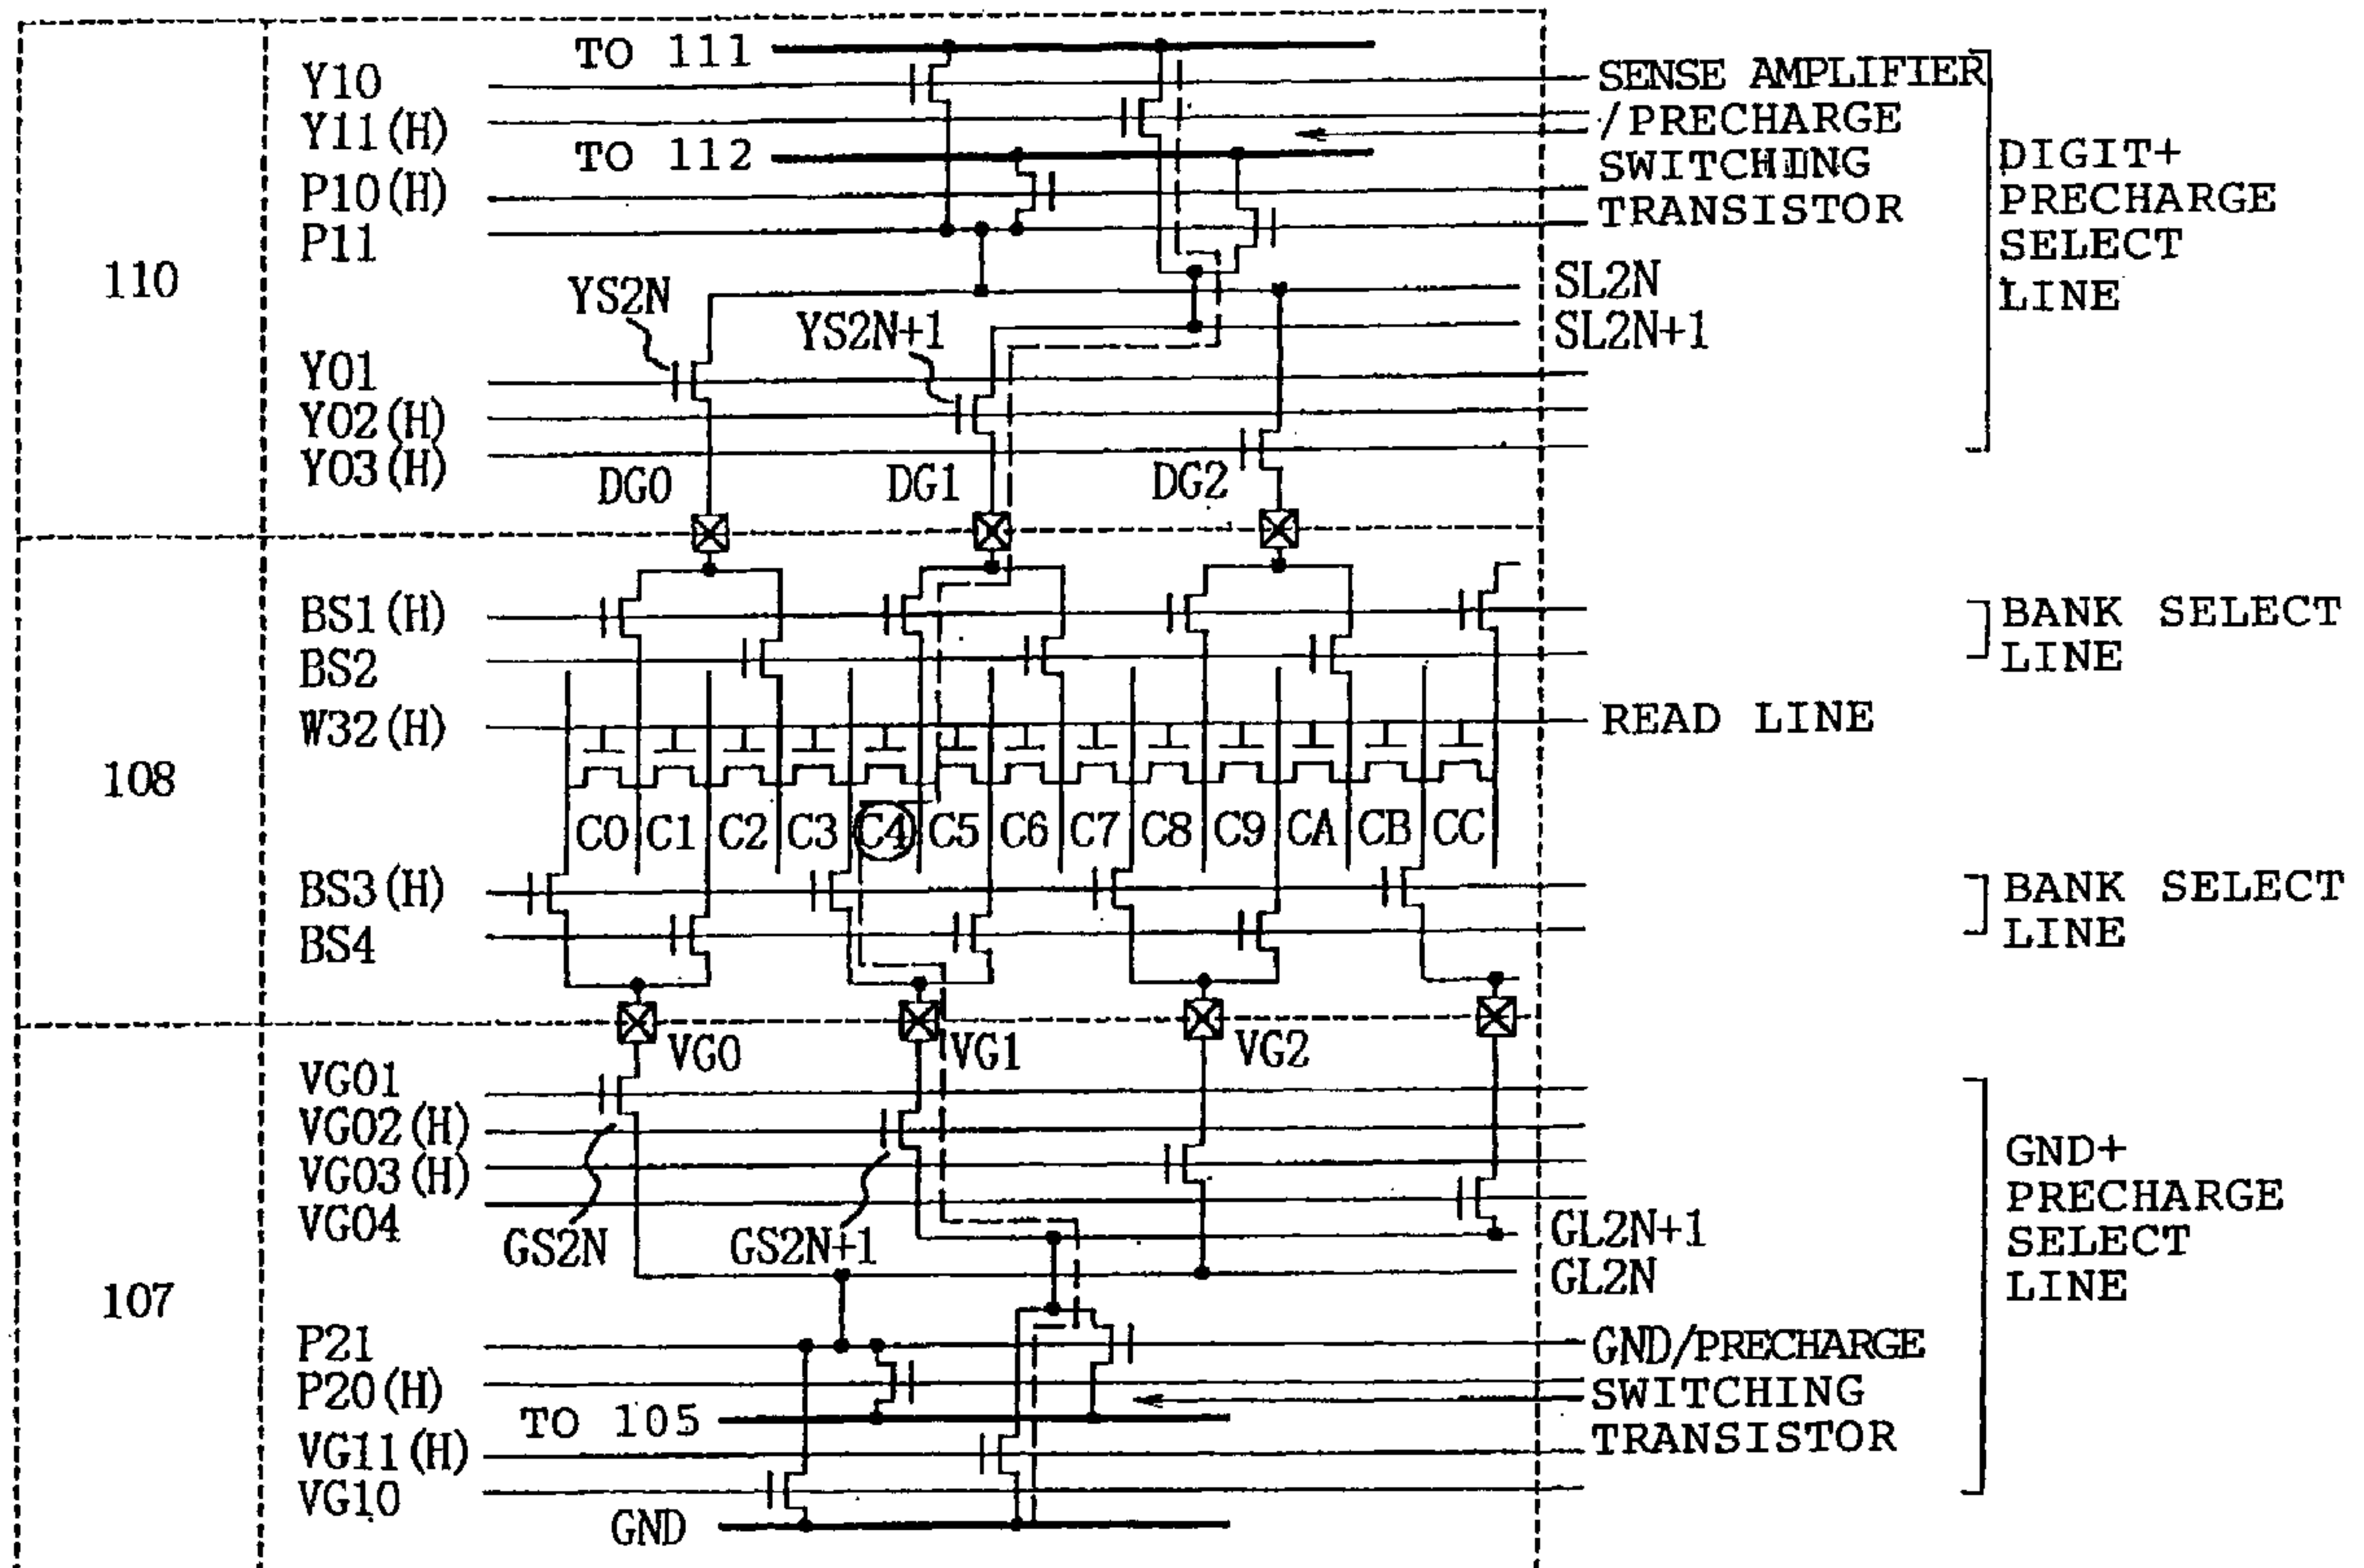 TO 111
Y10
Y11(H)
TO 112
P10(H)
P11
SENSE AMPLIFIER
/PRECHARGE
SWITCHING
TRANSISTOR
DIGIT+
PRECHARGE
SELECT
LINE
110
YS2N
YS2N+1
SL2N
SL2N+1
Y01
Y02(H)
Y03(H)
DG0
DG1
DG2
BS1(H)
BS2
BANK SELECT
LINE
W32(H)
READ LINE
108
C0 C1 C2 C3 C4 C5 C6 C7 C8 C9 CA CB CC
BS3(H)
BS4
BANK SELECT
LINE
VG0
VG1
VG2
VG01
VG02(H)
VG03(H)
VG04
GS2N
GS2N+1
GL2N+1
GL2N
GND+
PRECHARGE
SELECT
LINE
107
P21
P20(H)
TO 105
VG11(H)
VG10
GND
GND/PRECHARGE
SWITCHING
TRANSISTOR